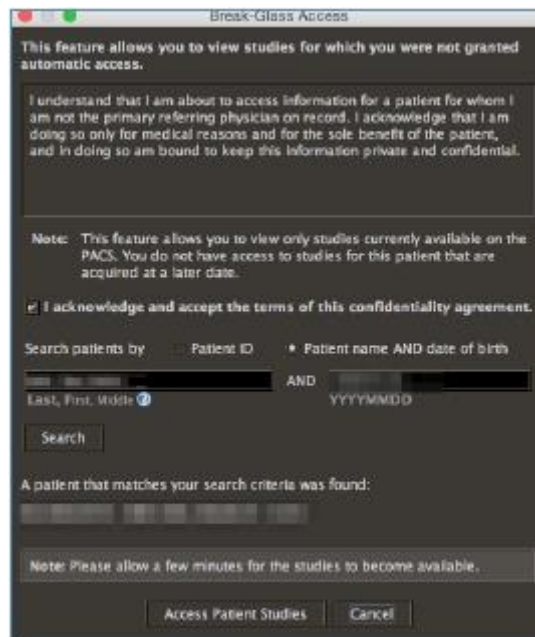 Break-Glass Access
This feature allows you to view studies for which you were not granted
automatic access.
I understand that I am about to access information for a patient for whom I
am not the primary referring physician on record. I acknowledge that I am
doing so only for medical reasons and for the sole benefit of the patient,
and in doing so am bound to keep this information private and confidential.
Note: This feature allows you to view only studies currently available on the
PACS. You do not have access to studies for this patient that are
acquired at a later date.
I acknowledge and accept the terms of this confidentiality agreement.
Search patients by Patient ID Patient name AND date of birth
AND
Last, First, Middle ? YYYYMMDD
Search
A patient that matches your search criteria was found:
Note: Please allow a few minutes for the studies to become available.
Access Patient Studies Cancel